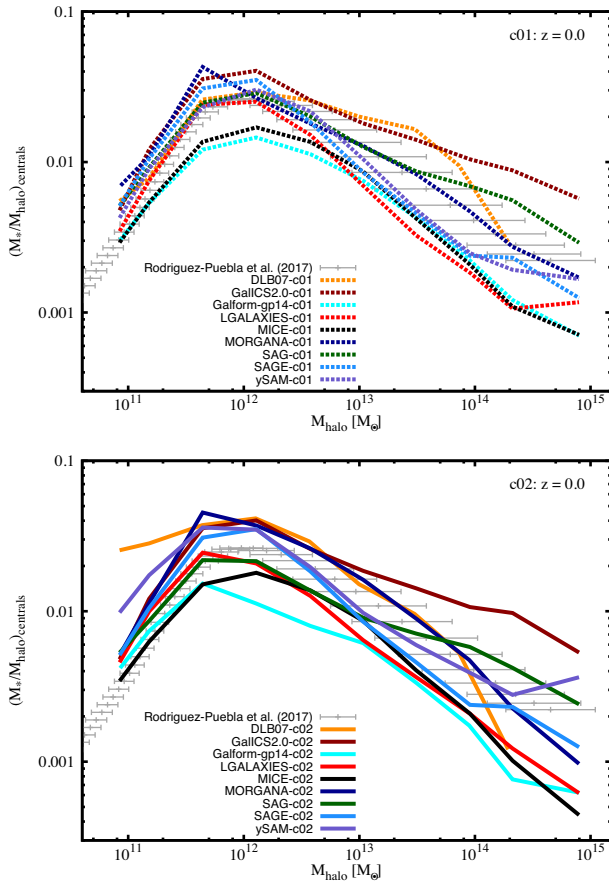 0.1
c01: z = 0.0
0.01
(M*/Mhalo)centrals
Rodriguez-Puebla et al. (2017)
DLB07-c01
GalICS2.0-c01
Galform-gp14-c01
LGALAXIES-c01
0.001
MICE-c01
MORGANA-c01
SAG-c01
SAGE-c01
ySAM-c01
10^11 10^12 10^13 10^14 10^15
Mhalo [M⊙]
0.1
c02: z = 0.0
0.01
(M*/Mhalo)centrals
Rodriguez-Puebla et al. (2017)
DLB07-c02
GalICS2.0-c02
Galform-gp14-c02
0.001
LGALAXIES-c02
MICE-c02
MORGANA-c02
SAG-c02
SAGE-c02
ySAM-c02
10^11 10^12 10^13 10^14 10^15
Mhalo [M⊙]